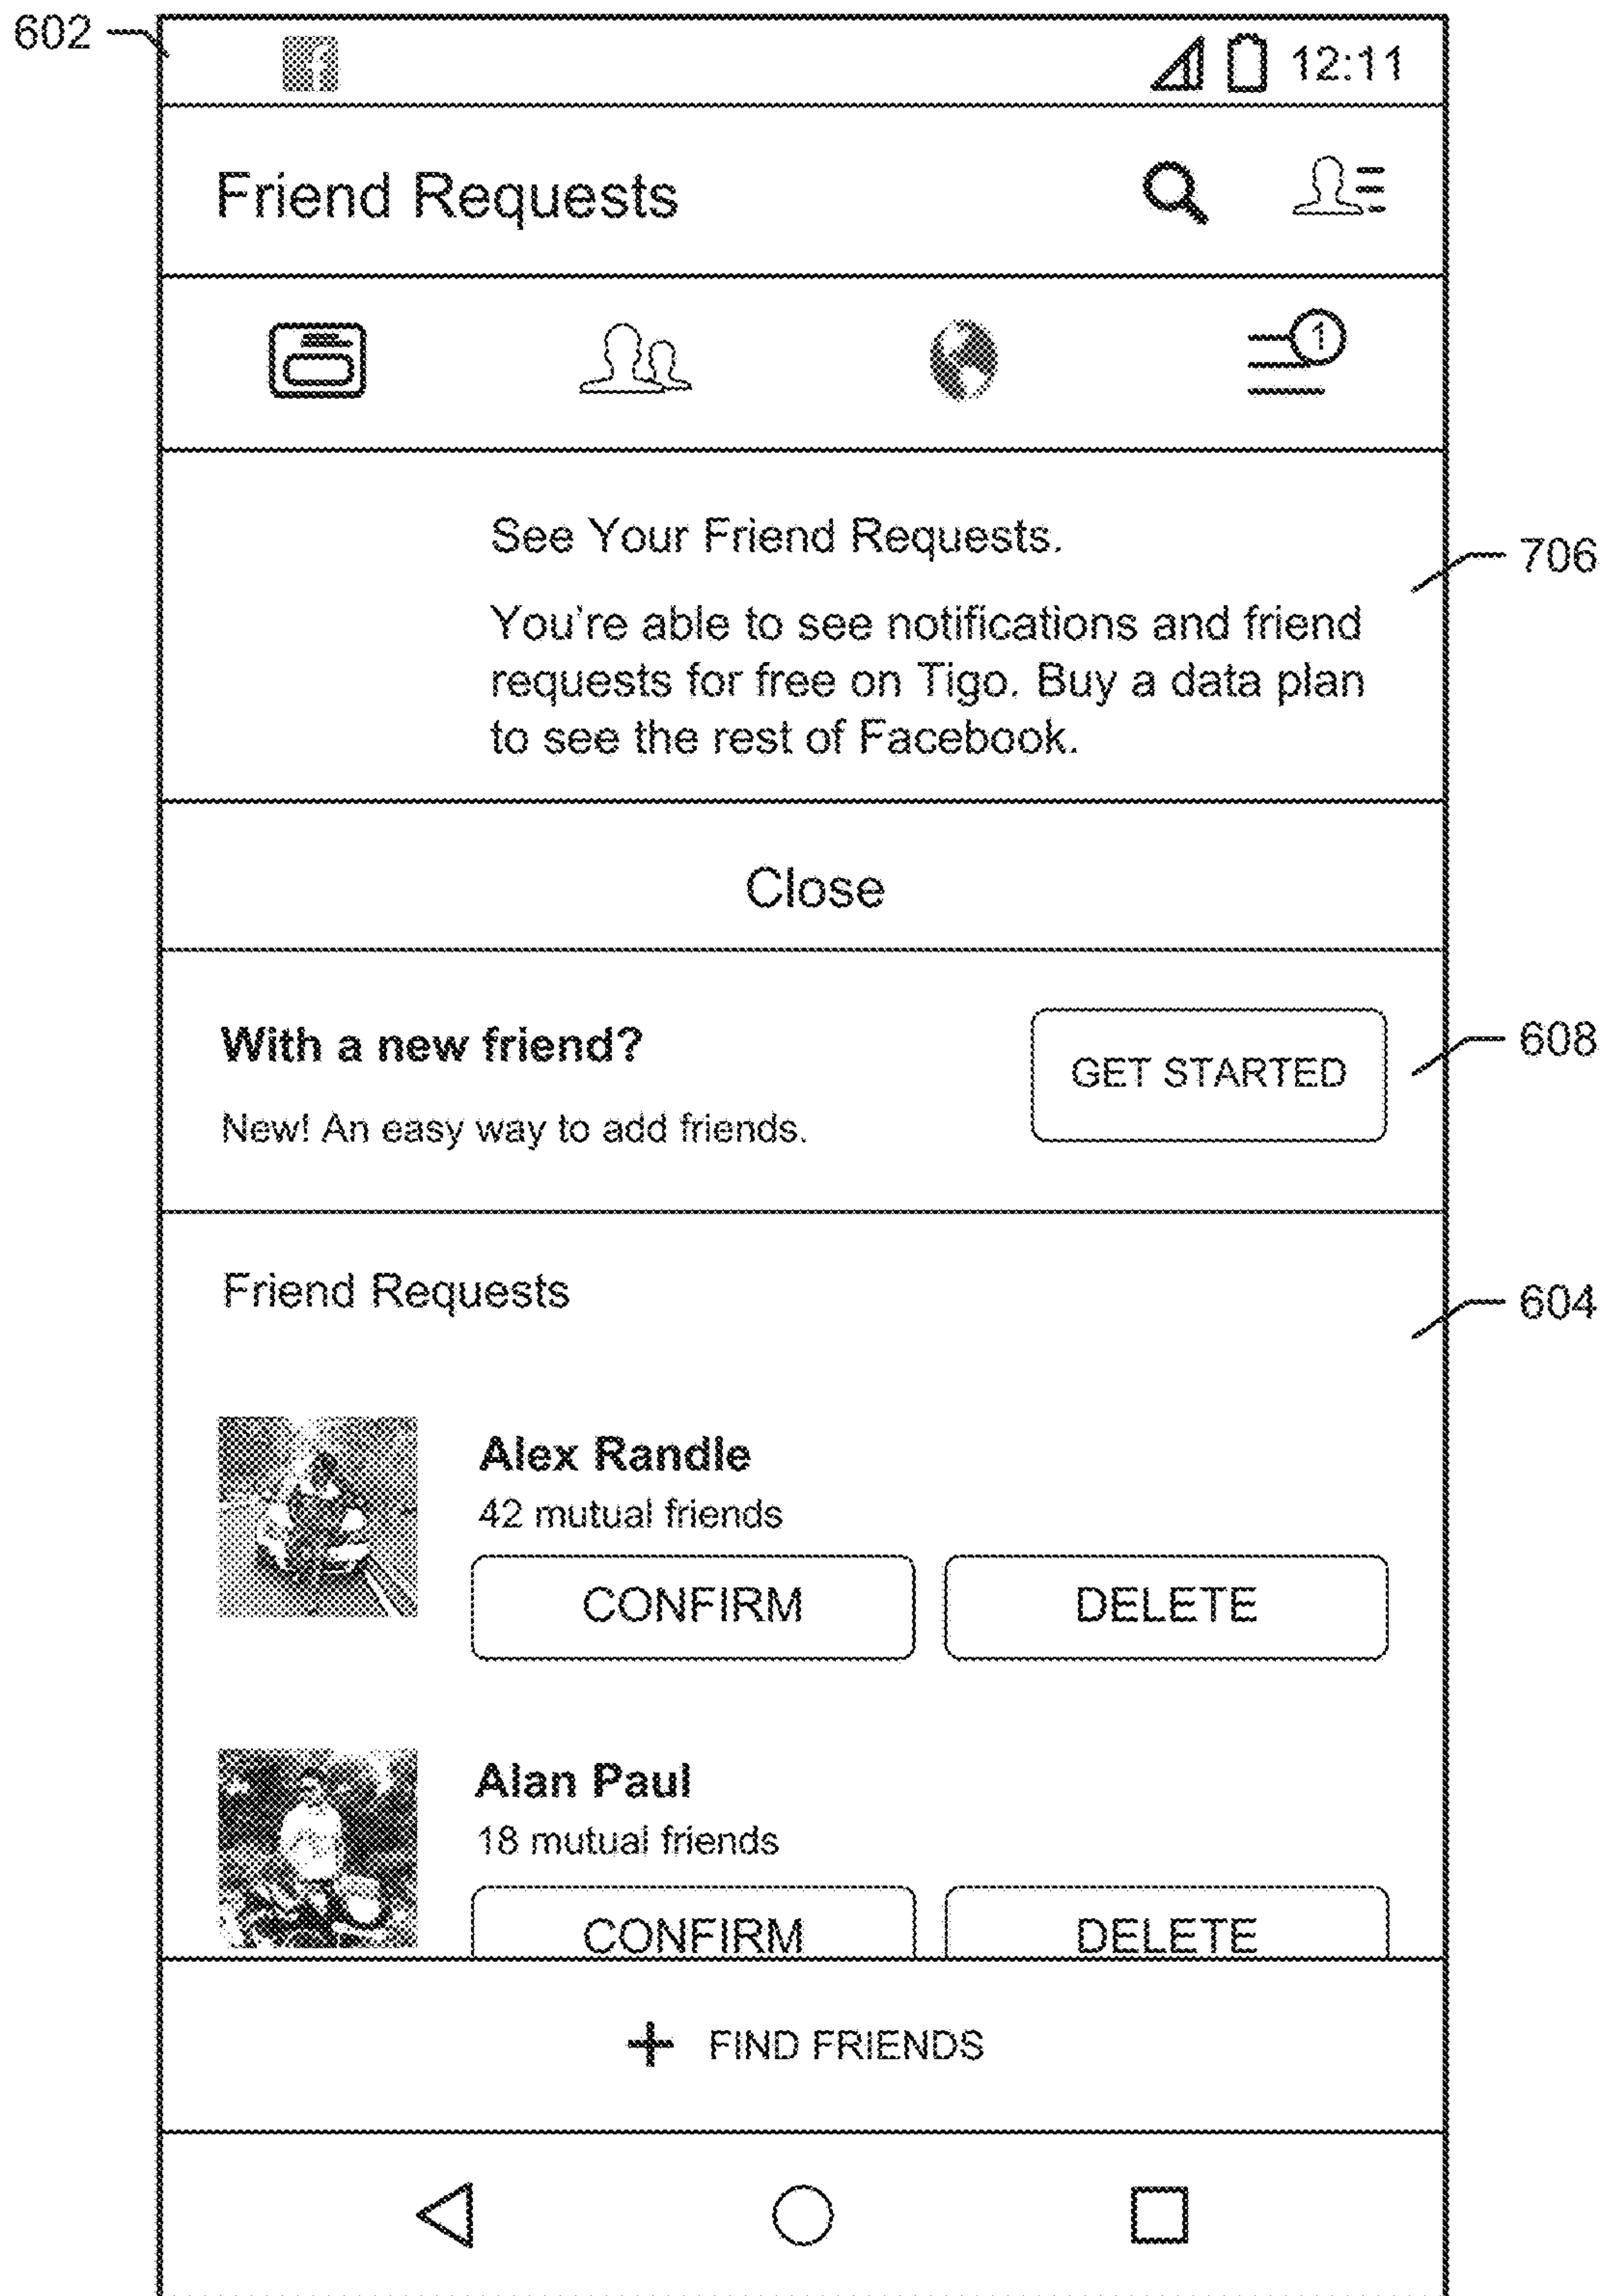 602
f
12:11
Friend Requests
1
See Your Friend Requests.
706
You're able to see notifications and friend
requests for free on Tigo. Buy a data plan
to see the rest of Facebook.
Close
With a new friend?
GET STARTED
608
New! An easy way to add friends.
Friend Requests
604
Alex Randle
42 mutual friends
CONFIRM DELETE
Alan Paul
18 mutual friends
CONFIRM DELETE
+ FIND FRIENDS